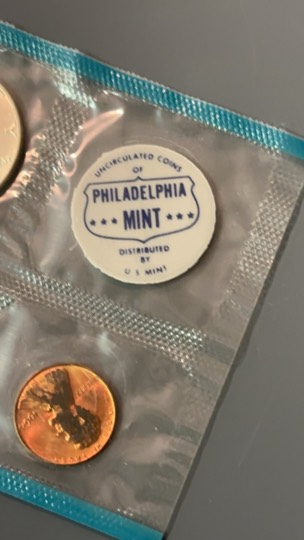 UNCIRCULATED COINS
OF
PHILADELPHIA
MINT
DISTRIBUTED
BY
U S MINT